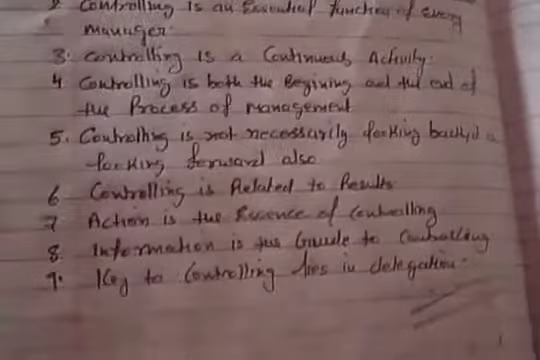 2 Controlling is an Essential function of every
manager.
3. Controlling is a Continuous Activity.
4 Controlling is both the Begining and the end of
the Process of management
5. Controlling is not necessarily looking back, is a
looking forward also
6 Controlling is Related to Results
7 Action is the Essence of Controlling
8 Information is the Guide to Controlling
9. Key to Controlling lies in delegation.